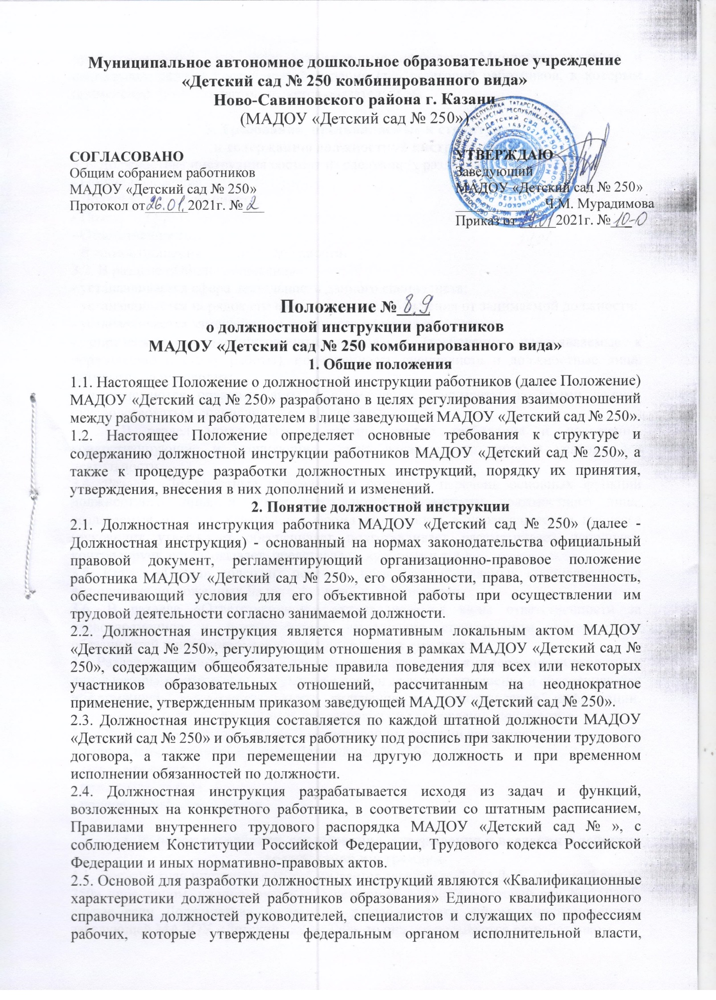 Муниципальное автономное дошкольное образовательное учреждение
«Детский сад № 250 комбинированного вида»
Ново-Савиновского района г. Казани
(МАДОУ «Детский сад № 250»)
СОГЛАСОВАНО
Общим собранием работников
МАДОУ «Детский сад № 250»
Протокол от 26.01. 2021г. № 2
УТВЕРЖДАЮ
Заведующий
МАДОУ «Детский сад № 250»
Ч.М. Мурадимова
Приказ от 29.01 2021г. № 10-О
Положение № 8.9
о должностной инструкции работников
МАДОУ «Детский сад № 250 комбинированного вида»
1. Общие положения
1.1. Настоящее Положение о должностной инструкции работников (далее Положение)
МАДОУ «Детский сад № 250» разработано в целях регулирования взаимоотношений
между работником и работодателем в лице заведующей МАДОУ «Детский сад № 250».
1.2. Настоящее Положение определяет основные требования к структуре и
содержанию должностной инструкции работников МАДОУ «Детский сад № 250», а
также к процедуре разработки должностных инструкций, порядку их принятия,
утверждения, внесения в них дополнений и изменений.
2. Понятие должностной инструкции
2.1. Должностная инструкция работника МАДОУ «Детский сад № 250» (далее -
Должностная инструкция) - основанный на нормах законодательства официальный
правовой документ, регламентирующий организационно-правовое положение
работника МАДОУ «Детский сад № 250», его обязанности, права, ответственность,
обеспечивающий условия для его объективной работы при осуществлении им
трудовой деятельности согласно занимаемой должности.
2.2. Должностная инструкция является нормативным локальным актом МАДОУ
«Детский сад № 250», регулирующим отношения в рамках МАДОУ «Детский сад №
250», содержащим общеобязательные правила поведения для всех или некоторых
участников образовательных отношений, рассчитанным на неоднократное
применение, утвержденным приказом заведующей МАДОУ «Детский сад № 250».
2.3. Должностная инструкция составляется по каждой штатной должности МАДОУ
«Детский сад № 250» и объявляется работнику под роспись при заключении трудового
договора, а также при перемещении на другую должность и при временном
исполнении обязанностей по должности.
2.4. Должностная инструкция разрабатывается исходя из задач и функций,
возложенных на конкретного работника, в соответствии со штатным расписанием,
Правилами внутреннего трудового распорядка МАДОУ «Детский сад № », с
соблюдением Конституции Российской Федерации, Трудового кодекса Российской
Федерации и иных нормативно-правовых актов.
2.5. Основой для разработки должностных инструкций являются «Квалификационные
характеристики должностей работников образования» Единого квалификационного
справочника должностей руководителей, специалистов и служащих по профессиям
рабочих, которые утверждены федеральным органом исполнительной власти,